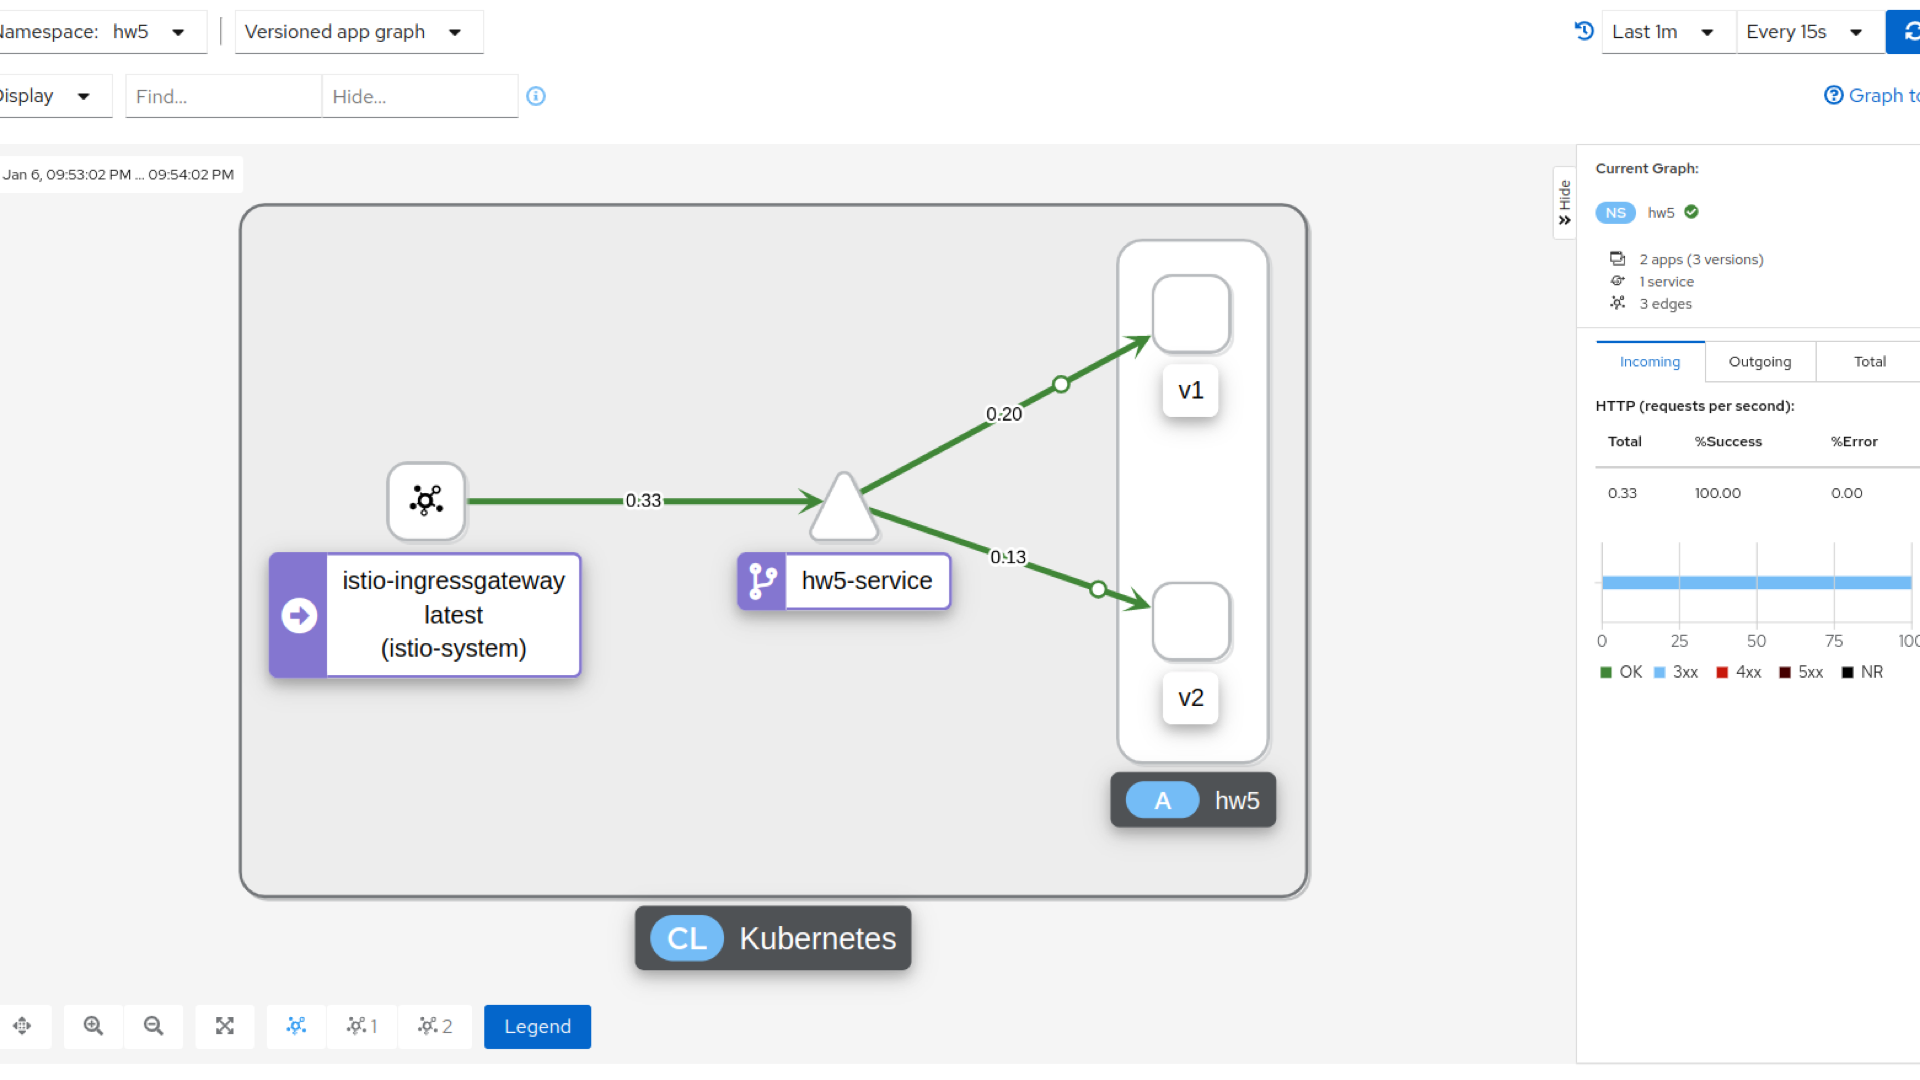 Namespace: hw5
Versioned app graph
Last 1m
Every 15s
Display
Find...
Hide...
Graph to
Jan 6, 09:53:02 PM ... 09:54:02 PM
Hide
Current Graph:
NS hw5
2 apps (3 versions)
1 service
3 edges
Incoming
Outgoing
Total
HTTP (requests per second):
Total %Success %Error
0.33 100.00 0.00
0 25 50 75 100
OK 3xx 4xx 5xx NR
v1
0.20
0.33
0.13
istio-ingressgateway
latest
(istio-system)
hw5-service
v2
A hw5
CL Kubernetes
1
2
Legend